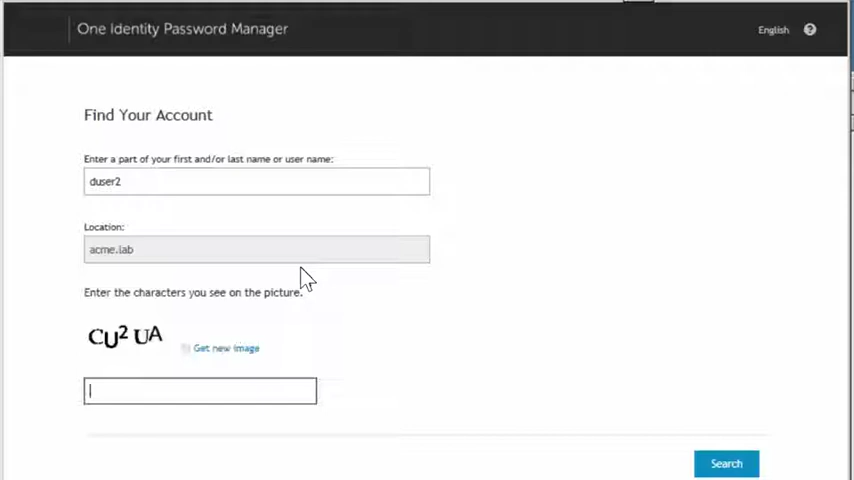 One Identity Password Manager
English ?
Find Your Account
Enter a part of your first and/or last name or user name:
duser2
Location:
acme.lab
Enter the characters you see on the picture.
CU2 UA
Get new image
Search